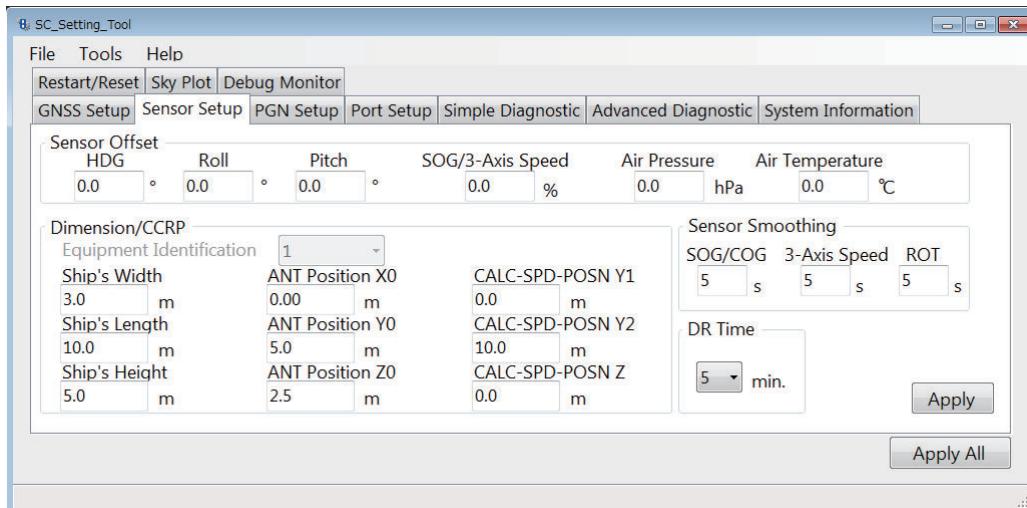 SC_Setting_Tool
File Tools Help
Restart/Reset Sky Plot Debug Monitor
GNSS Setup Sensor Setup PGN Setup Port Setup Simple Diagnostic Advanced Diagnostic System Information
Sensor Offset
HDG Roll Pitch SOG/3-Axis Speed Air Pressure Air Temperature
0.0 ° 0.0 ° 0.0 ° 0.0 % 0.0 hPa 0.0 ℃
Dimension/CCRP Sensor Smoothing
Equipment Identification 1
SOG/COG 3-Axis Speed ROT
5 s 5 s 5 s
Ship's Width ANT Position X0 CALC-SPD-POSN Y1
3.0 m 0.00 m 0.0 m
Ship's Length ANT Position Y0 CALC-SPD-POSN Y2
10.0 m 5.0 m 10.0 m
Ship's Height ANT Position Z0 CALC-SPD-POSN Z
5.0 m 2.5 m 0.0 m
DR Time
5 min.
Apply
Apply All